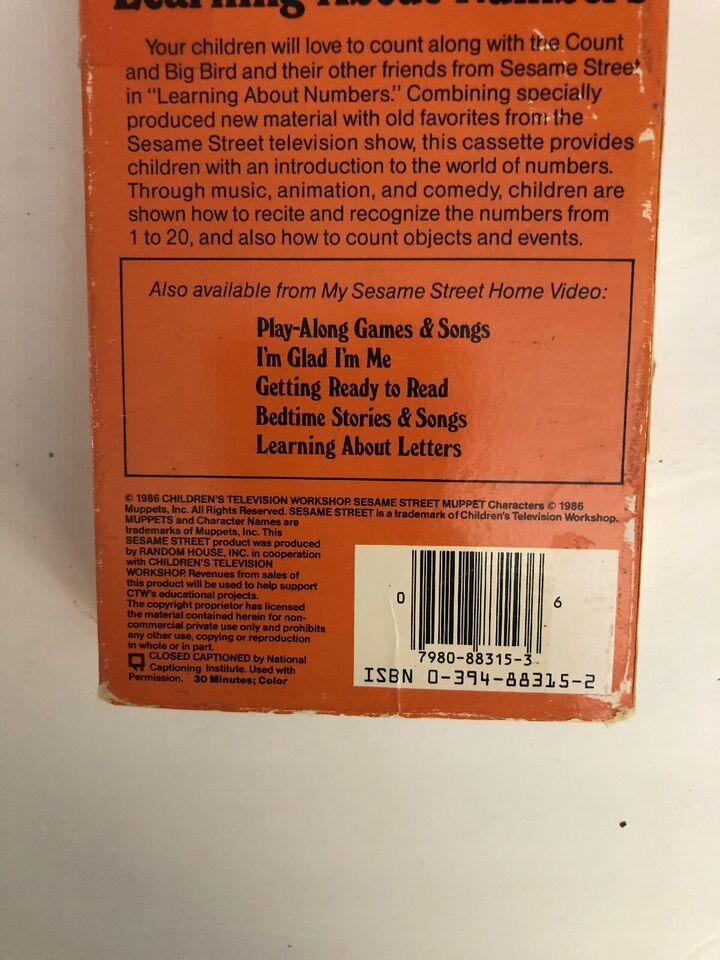 Learning About Numbers
Your children will love to count along with the Count
and Big Bird and their other friends from Sesame Street
in “Learning About Numbers.” Combining specially
produced new material with old favorites from the
Sesame Street television show, this cassette provides
children with an introduction to the world of numbers.
Through music, animation, and comedy, children are
shown how to recite and recognize the numbers from
1 to 20, and also how to count objects and events.
Also available from My Sesame Street Home Video:
Play-Along Games & Songs
I'm Glad I'm Me
Getting Ready to Read
Bedtime Stories & Songs
Learning About Letters
© 1986 CHILDREN'S TELEVISION WORKSHOP. SESAME STREET MUPPET Characters © 1986
Muppets, Inc. All Rights Reserved. SESAME STREET is a trademark of Children's Television Workshop.
MUPPETS and Character Names are
trademarks of Muppets, Inc. This
SESAME STREET product was produced
by RANDOM HOUSE, INC. in cooperation
with CHILDREN'S TELEVISION
WORKSHOP. Revenues from sales of
this product will be used to help support
CTW's educational projects.
The copyright proprietor has licensed
the material contained herein for non-
commercial private use only and prohibits
any other use, copying or reproduction
in whole or in part.
CLOSED CAPTIONED by National
Captioning Institute. Used with
Permission. 30 Minutes; Color
0 6
7980-88315-3
ISBN 0-394-88315-2